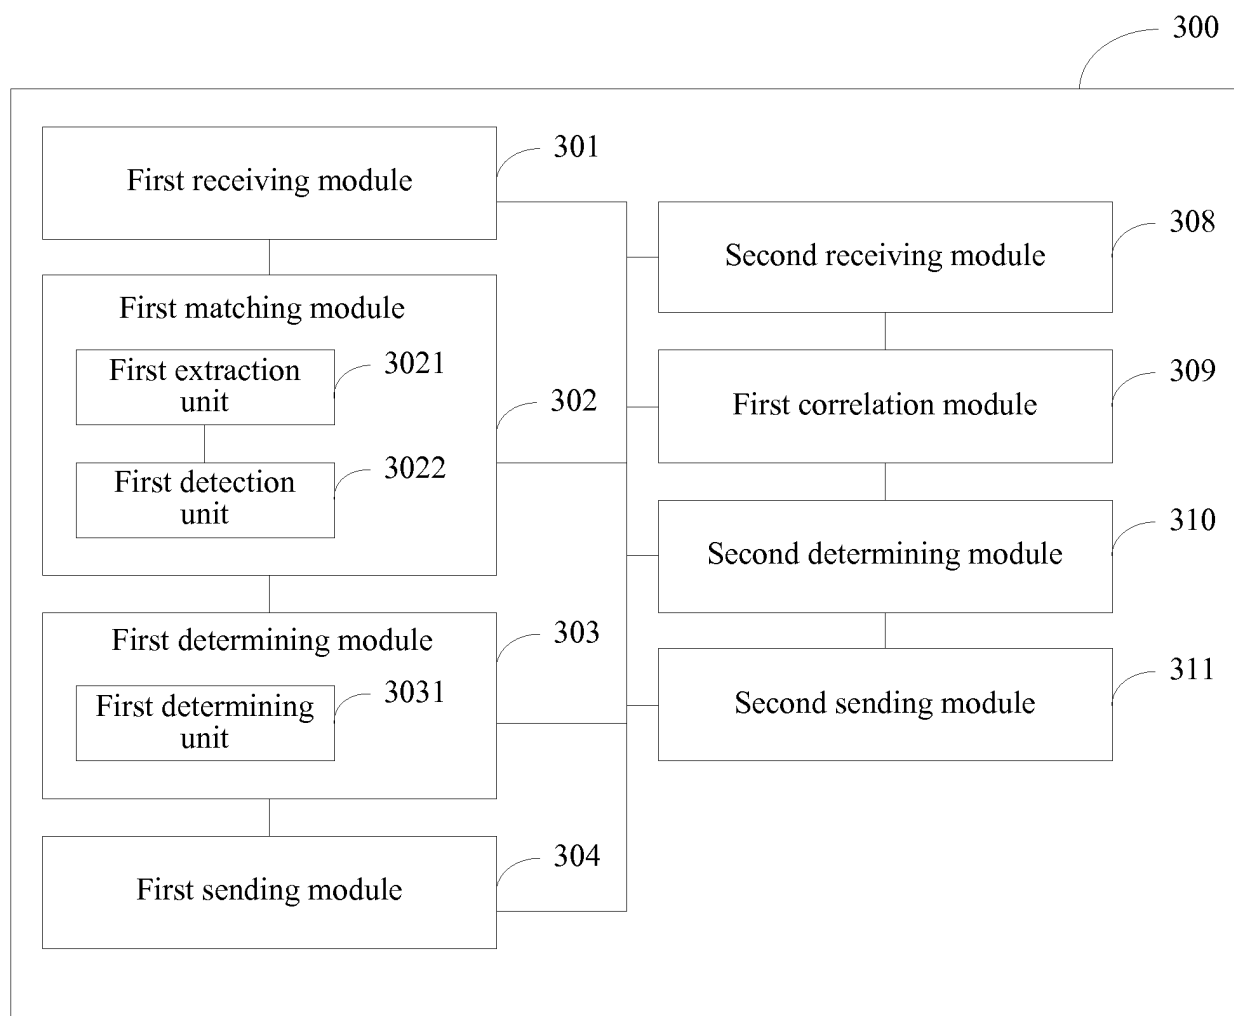 300
First receiving module
301
First matching module
First extraction
unit
3021
302
First detection
unit
3022
First determining module
303
First determining
unit
3031
First sending module
304
Second receiving module
308
First correlation module
309
Second determining module
310
Second sending module
311